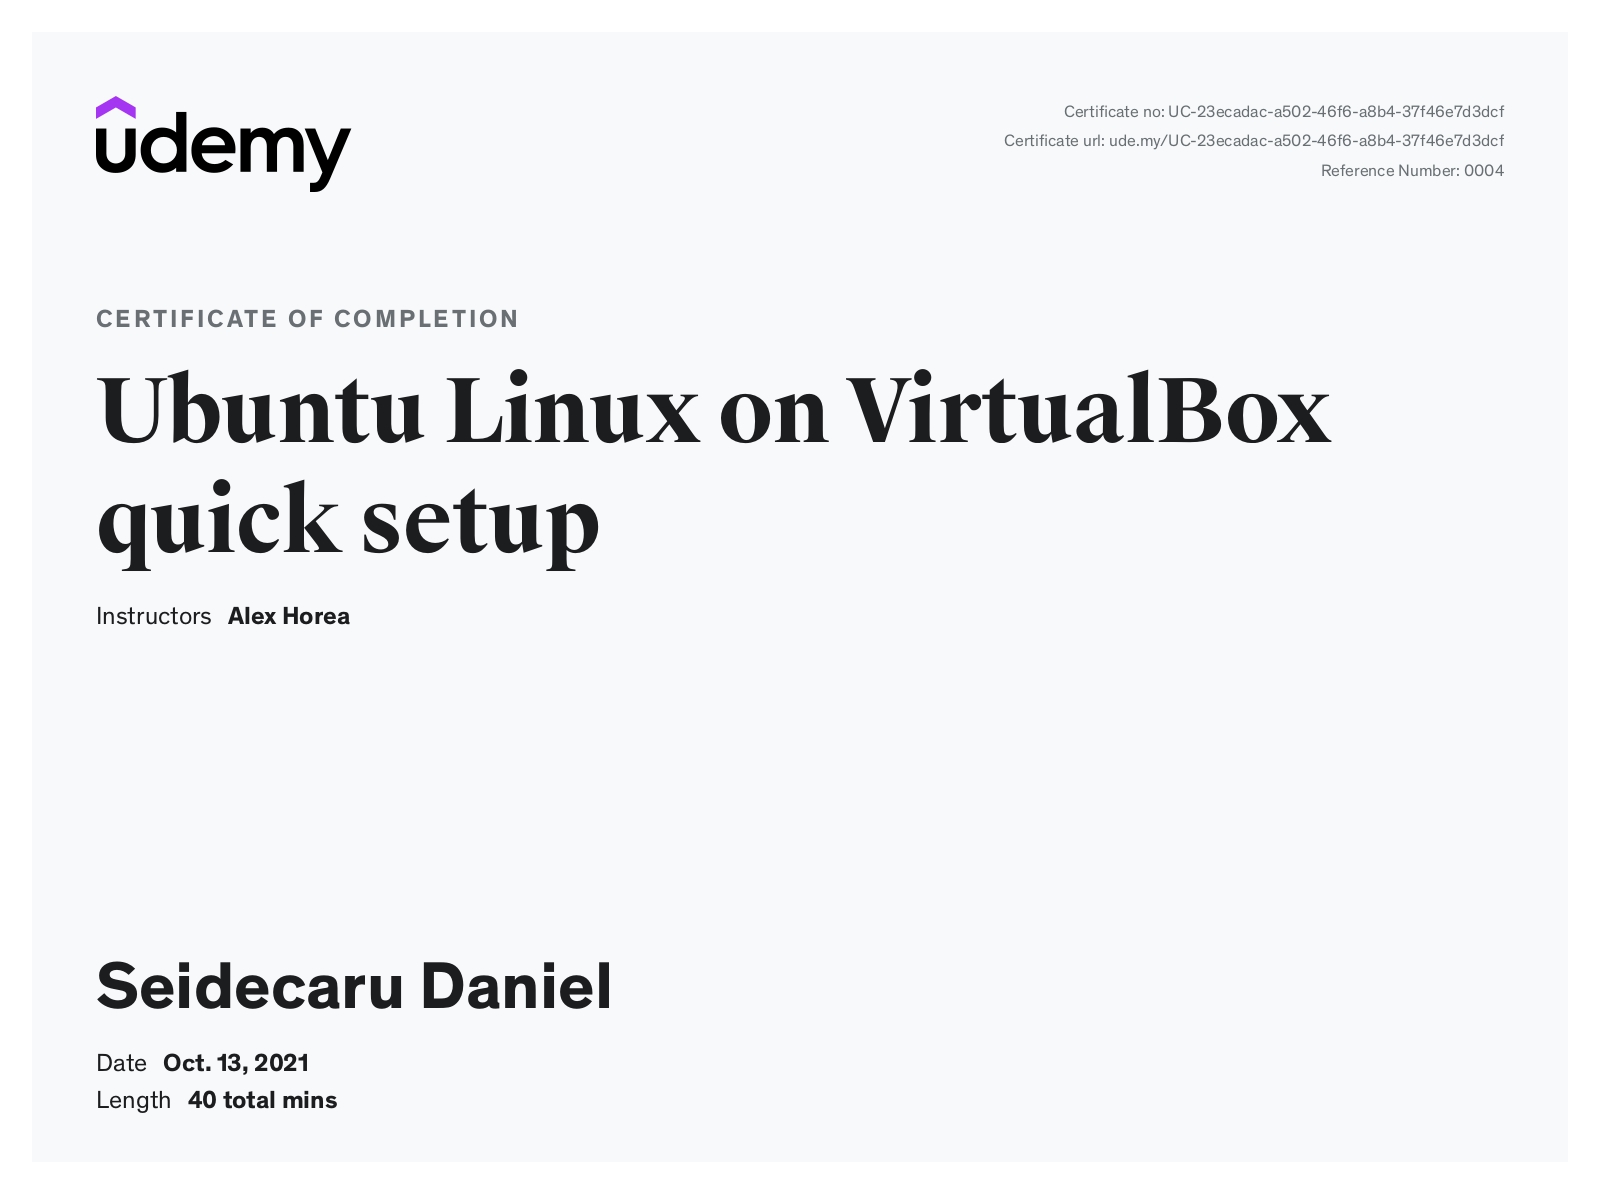 udemy
Certificate no: UC-23ecadac-a502-46f6-a8b4-37f46e7d3dcf
Certificate url: ude.my/UC-23ecadac-a502-46f6-a8b4-37f46e7d3dcf
Reference Number: 0004
CERTIFICATE OF COMPLETION
Ubuntu Linux on VirtualBox
quick setup
Instructors Alex Horea
Seidecaru Daniel
Date Oct. 13, 2021
Length 40 total mins